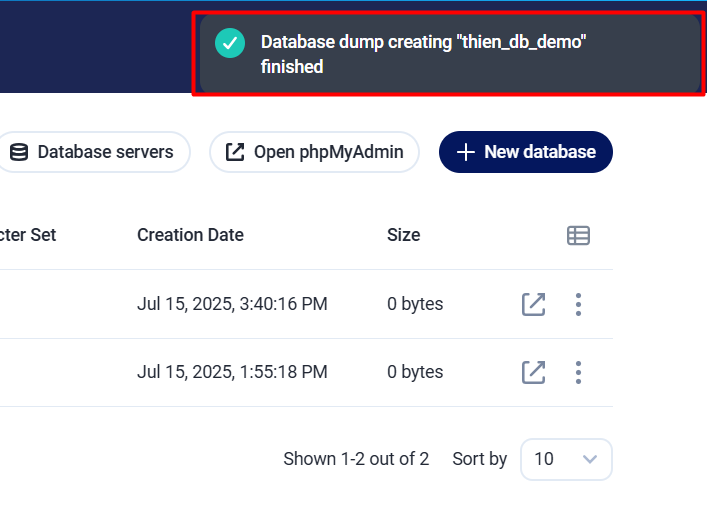 Database dump creating "thien_db_demo"
finished
Database servers
Open phpMyAdmin
New database
cter Set
Creation Date
Size
Jul 15, 2025, 3:40:16 PM
0 bytes
Jul 15, 2025, 1:55:18 PM
0 bytes
Shown 1-2 out of 2
Sort by
10